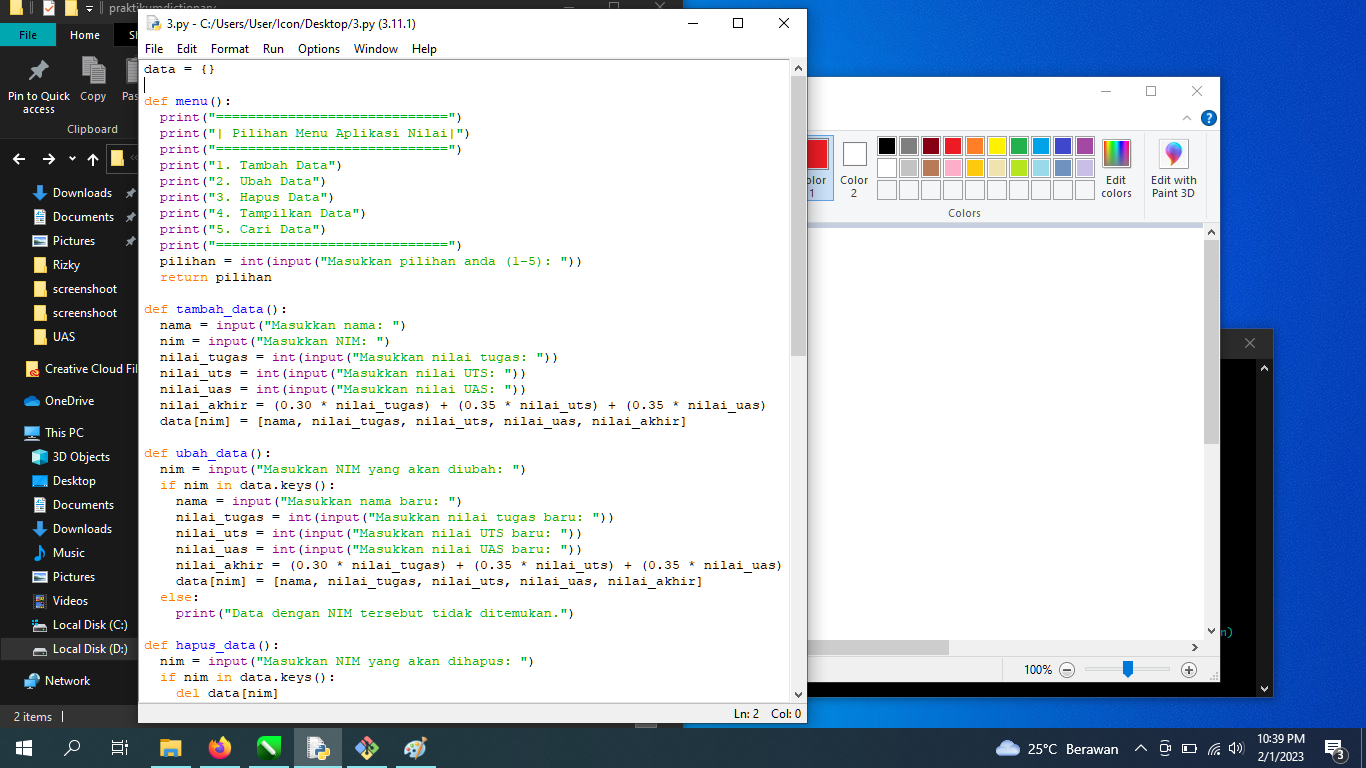 praktikumdictionary
File
Home
Sh
Pin to Quick
access
Copy
Pas
Clipboard
Downloads
Documents
Pictures
Rizky
screenshoot
screenshoot
UAS
Creative Cloud Fil
OneDrive
This PC
3D Objects
Desktop
Documents
Downloads
Music
Pictures
Videos
Local Disk (C:)
Local Disk (D:)
Network
2 items
3.py - C:/Users/User/Icon/Desktop/3.py (3.11.1)
File Edit Format Run Options Window Help
data = {}
def menu():
  print("=============================")
  print("| Pilihan Menu Aplikasi Nilai|")
  print("=============================")
  print("1. Tambah Data")
  print("2. Ubah Data")
  print("3. Hapus Data")
  print("4. Tampilkan Data")
  print("5. Cari Data")
  print("=============================")
  pilihan = int(input("Masukkan pilihan anda (1-5): "))
  return pilihan
def tambah_data():
  nama = input("Masukkan nama: ")
  nim = input("Masukkan NIM: ")
  nilai_tugas = int(input("Masukkan nilai tugas: "))
  nilai_uts = int(input("Masukkan nilai UTS: "))
  nilai_uas = int(input("Masukkan nilai UAS: "))
  nilai_akhir = (0.30 * nilai_tugas) + (0.35 * nilai_uts) + (0.35 * nilai_uas)
  data[nim] = [nama, nilai_tugas, nilai_uts, nilai_uas, nilai_akhir]
def ubah_data():
  nim = input("Masukkan NIM yang akan diubah: ")
  if nim in data.keys():
    nama = input("Masukkan nama baru: ")
    nilai_tugas = int(input("Masukkan nilai tugas baru: "))
    nilai_uts = int(input("Masukkan nilai UTS baru: "))
    nilai_uas = int(input("Masukkan nilai UAS baru: "))
    nilai_akhir = (0.30 * nilai_tugas) + (0.35 * nilai_uts) + (0.35 * nilai_uas)
    data[nim] = [nama, nilai_tugas, nilai_uts, nilai_uas, nilai_akhir]
  else:
    print("Data dengan NIM tersebut tidak ditemukan.")
def hapus_data():
  nim = input("Masukkan NIM yang akan dihapus: ")
  if nim in data.keys():
    del data[nim]
Ln: 2 Col: 0
olor
1
Color
2
Edit
colors
Edit with
Paint 3D
Colors
n)
100%
25°C Berawan
10:39 PM
2/1/2023
3